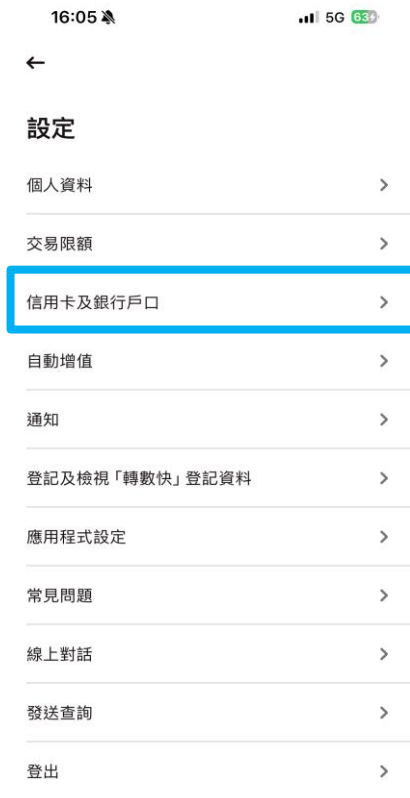 16:05
5G 63
設定
個人資料
交易限額
信用卡及銀行戶口
自動增值
通知
登記及檢視「轉數快」登記資料
應用程式設定
常見問題
線上對話
發送查詢
登出